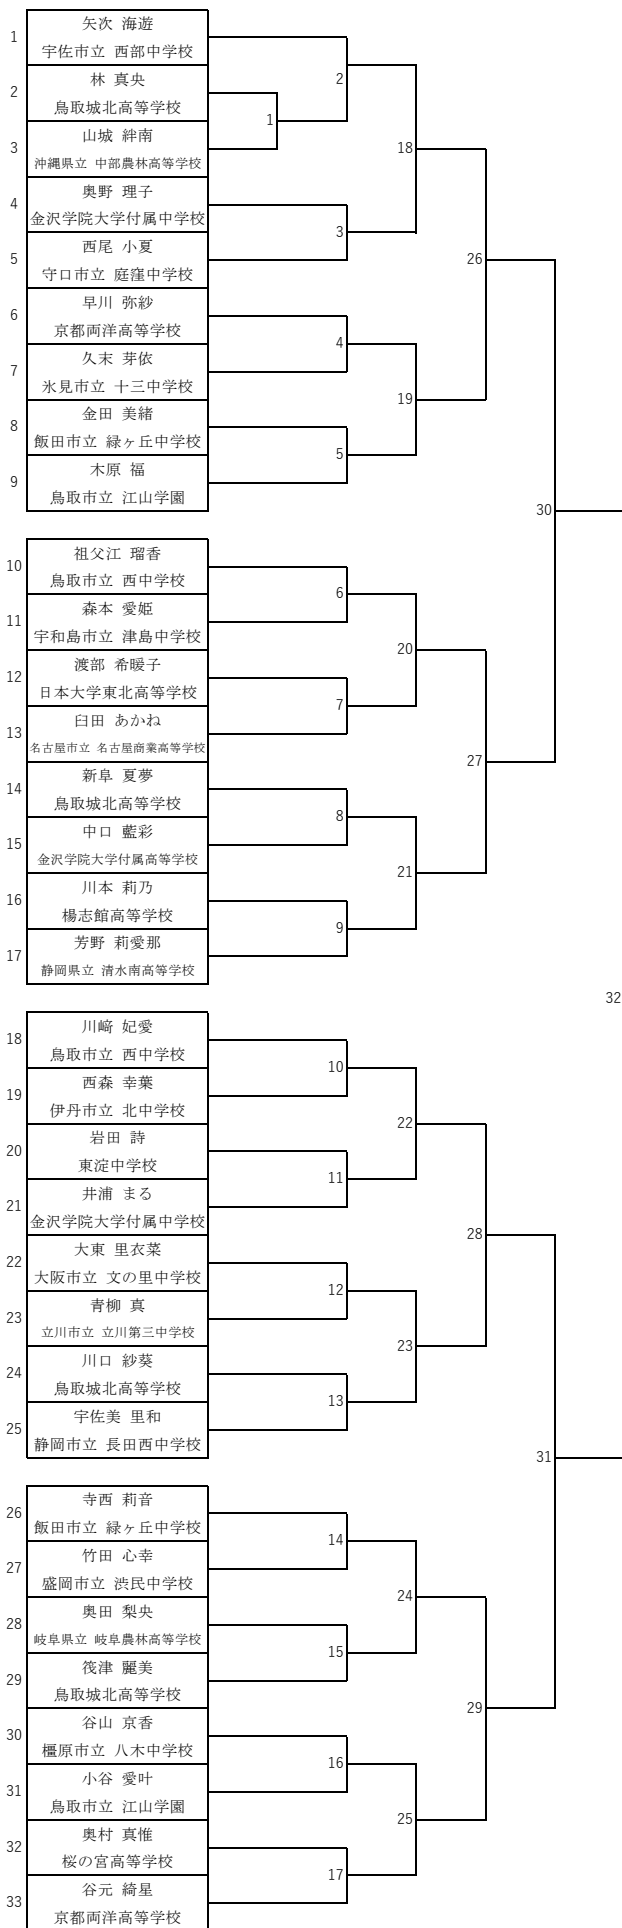 1
矢次 海遊
宇佐市立 西部中学校
2
林 真央
鳥取城北高等学校
3
山城 絆南
沖縄県立 中部農林高等学校
4
奥野 理子
金沢学院大学付属中学校
5
西尾 小夏
守口市立 庭窪中学校
6
早川 弥紗
京都両洋高等学校
7
久末 芽依
氷見市立 十三中学校
8
金田 美緒
飯田市立 緑ヶ丘中学校
9
木原 福
鳥取市立 江山学園
10
祖父江 瑠香
鳥取市立 西中学校
11
森本 愛姫
宇和島市立 津島中学校
12
渡部 希暖子
日本大学東北高等学校
13
臼田 あかね
名古屋市立 名古屋商業高等学校
14
新阜 夏夢
鳥取城北高等学校
15
中口 藍彩
金沢学院大学付属高等学校
16
川本 莉乃
楊志館高等学校
17
芳野 莉愛那
静岡県立 清水南高等学校
18
川﨑 妃愛
鳥取市立 西中学校
19
西森 幸葉
伊丹市立 北中学校
20
岩田 詩
東淀中学校
21
井浦 まる
金沢学院大学付属中学校
22
大東 里衣菜
大阪市立 文の里中学校
23
青柳 真
立川市立 立川第三中学校
24
川口 紗葵
鳥取城北高等学校
25
宇佐美 里和
静岡市立 長田西中学校
26
寺西 莉音
飯田市立 緑ヶ丘中学校
27
竹田 心幸
盛岡市立 渋民中学校
28
奥田 梨央
岐阜県立 岐阜農林高等学校
29
筏津 麗美
鳥取城北高等学校
30
谷山 京香
橿原市立 八木中学校
31
小谷 愛叶
鳥取市立 江山学園
32
奥村 真惟
桜の宮高等学校
33
谷元 綺星
京都両洋高等学校
1
2
3
4
5
6
7
8
9
10
11
12
13
14
15
16
17
18
19
20
21
22
23
24
25
26
27
28
29
30
31
32